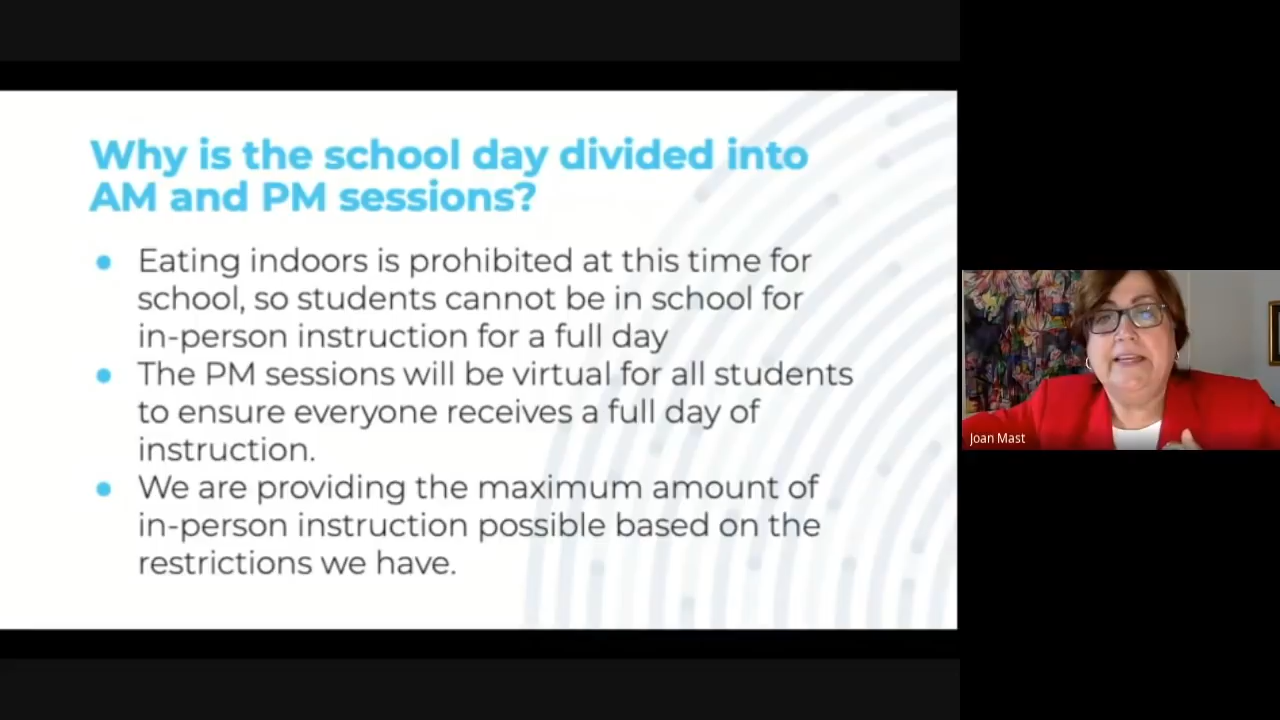 Why is the school day divided into
AM and PM sessions?
● Eating indoors is prohibited at this time for
school, so students cannot be in school for
in-person instruction for a full day
● The PM sessions will be virtual for all students
to ensure everyone receives a full day of
instruction.
● We are providing the maximum amount of
in-person instruction possible based on the
restrictions we have.
Joan Mast